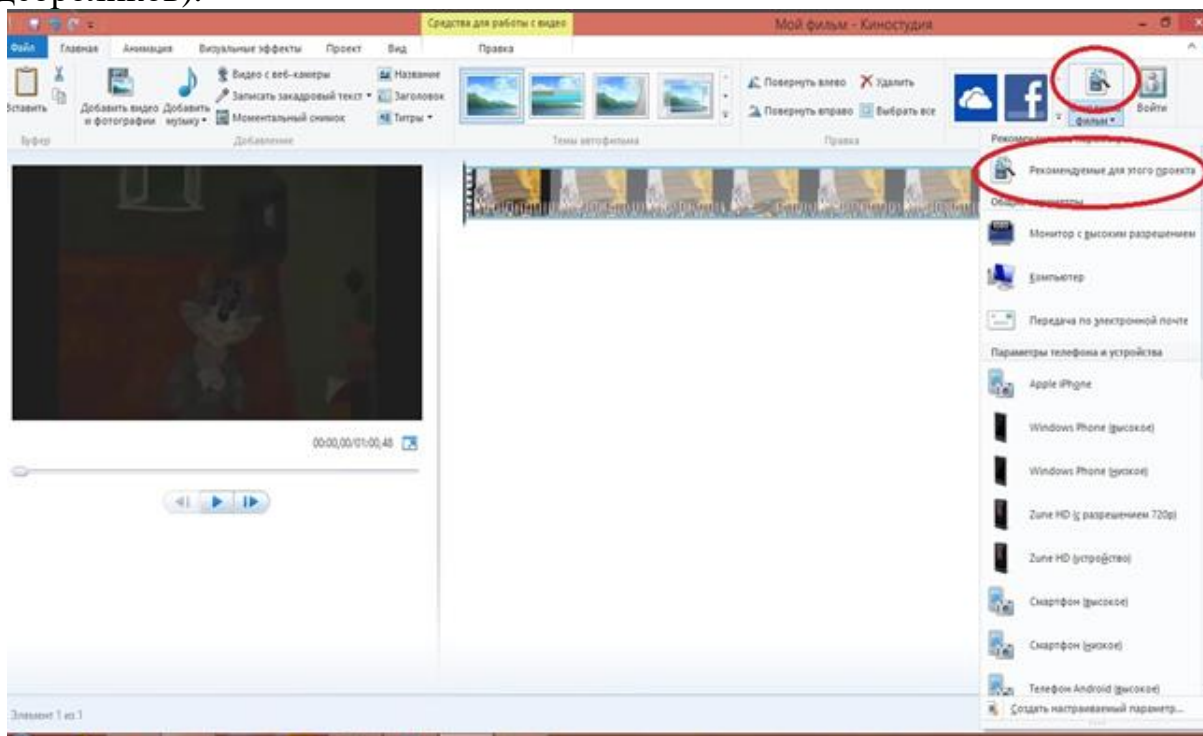 Средства для работы с видео
Мой фильм - Киностудия
Файл Главная Анимация Визуальные эффекты Проект Вид Правка
Вставить
Добавить видео и фотографии
Добавить музыку
Видео с веб-камеры
Записать закадровый текст
Моментальный снимок
Название
Заголовок
Титры
Повернуть влево
Повернуть вправо
Удалить
Выбрать все
фильм
Войти
Буфер
Добавление
Темы автофильма
Правка
Рекомендуемые для этого проекта
Монитор с высоким разрешением
Компьютер
Передача по электронной почте
Параметры телефона и устройства
Apple iPhone
Windows Phone (высокое)
Windows Phone (низкое)
Zune HD (с разрешением 720p)
Zune HD (устройство)
Смартфон (высокое)
Смартфон (низкое)
Телефон Android (высокое)
Создать настраиваемый параметр...
00:00,00/01:00,48
Элемент 1 из 1